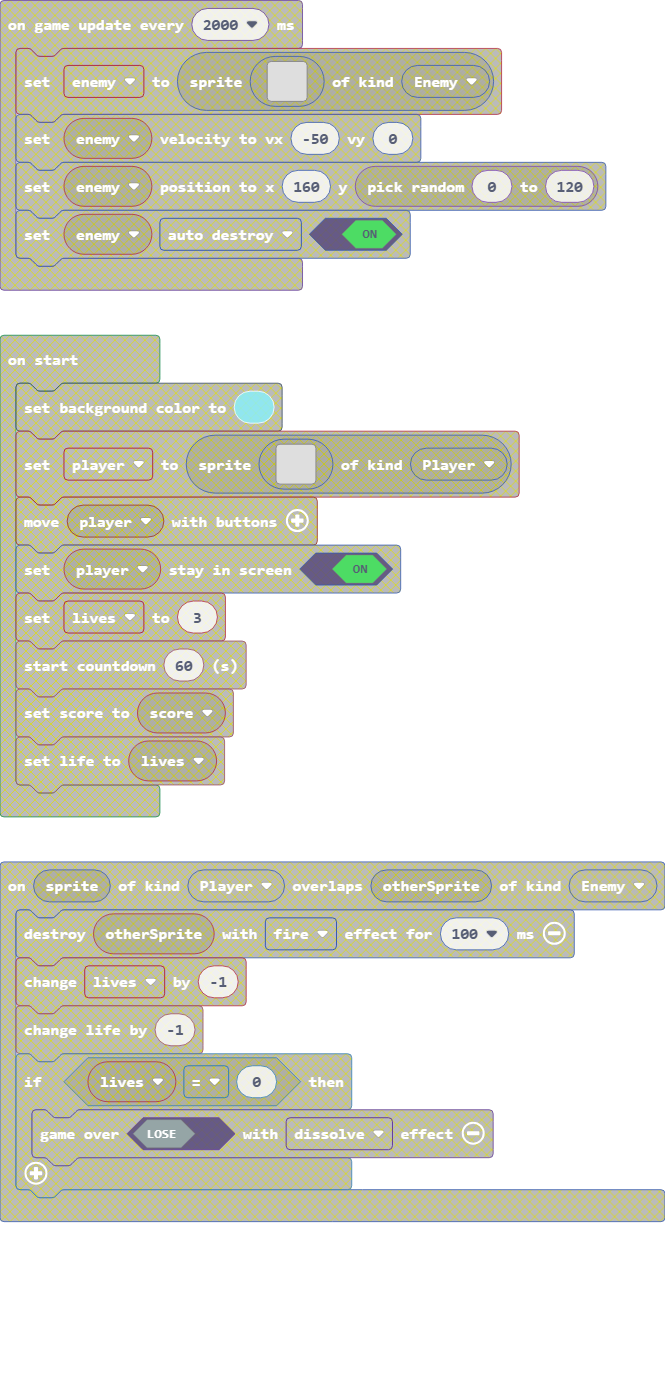 on game update every 2000 ms
set enemy to sprite of kind Enemy
set enemy velocity to vx -50 vy 0
set enemy position to x 160 y pick random 0 to 120
set enemy auto destroy ON
on start
set background color to
set player to sprite of kind Player
move player with buttons
set player stay in screen ON
set lives to 3
start countdown 60 (s)
set score to score
set life to lives
on sprite of kind Player overlaps otherSprite of kind Enemy
destroy otherSprite with fire effect for 100 ms
change lives by -1
change life by -1
if lives = 0 then
game over LOSE with dissolve effect